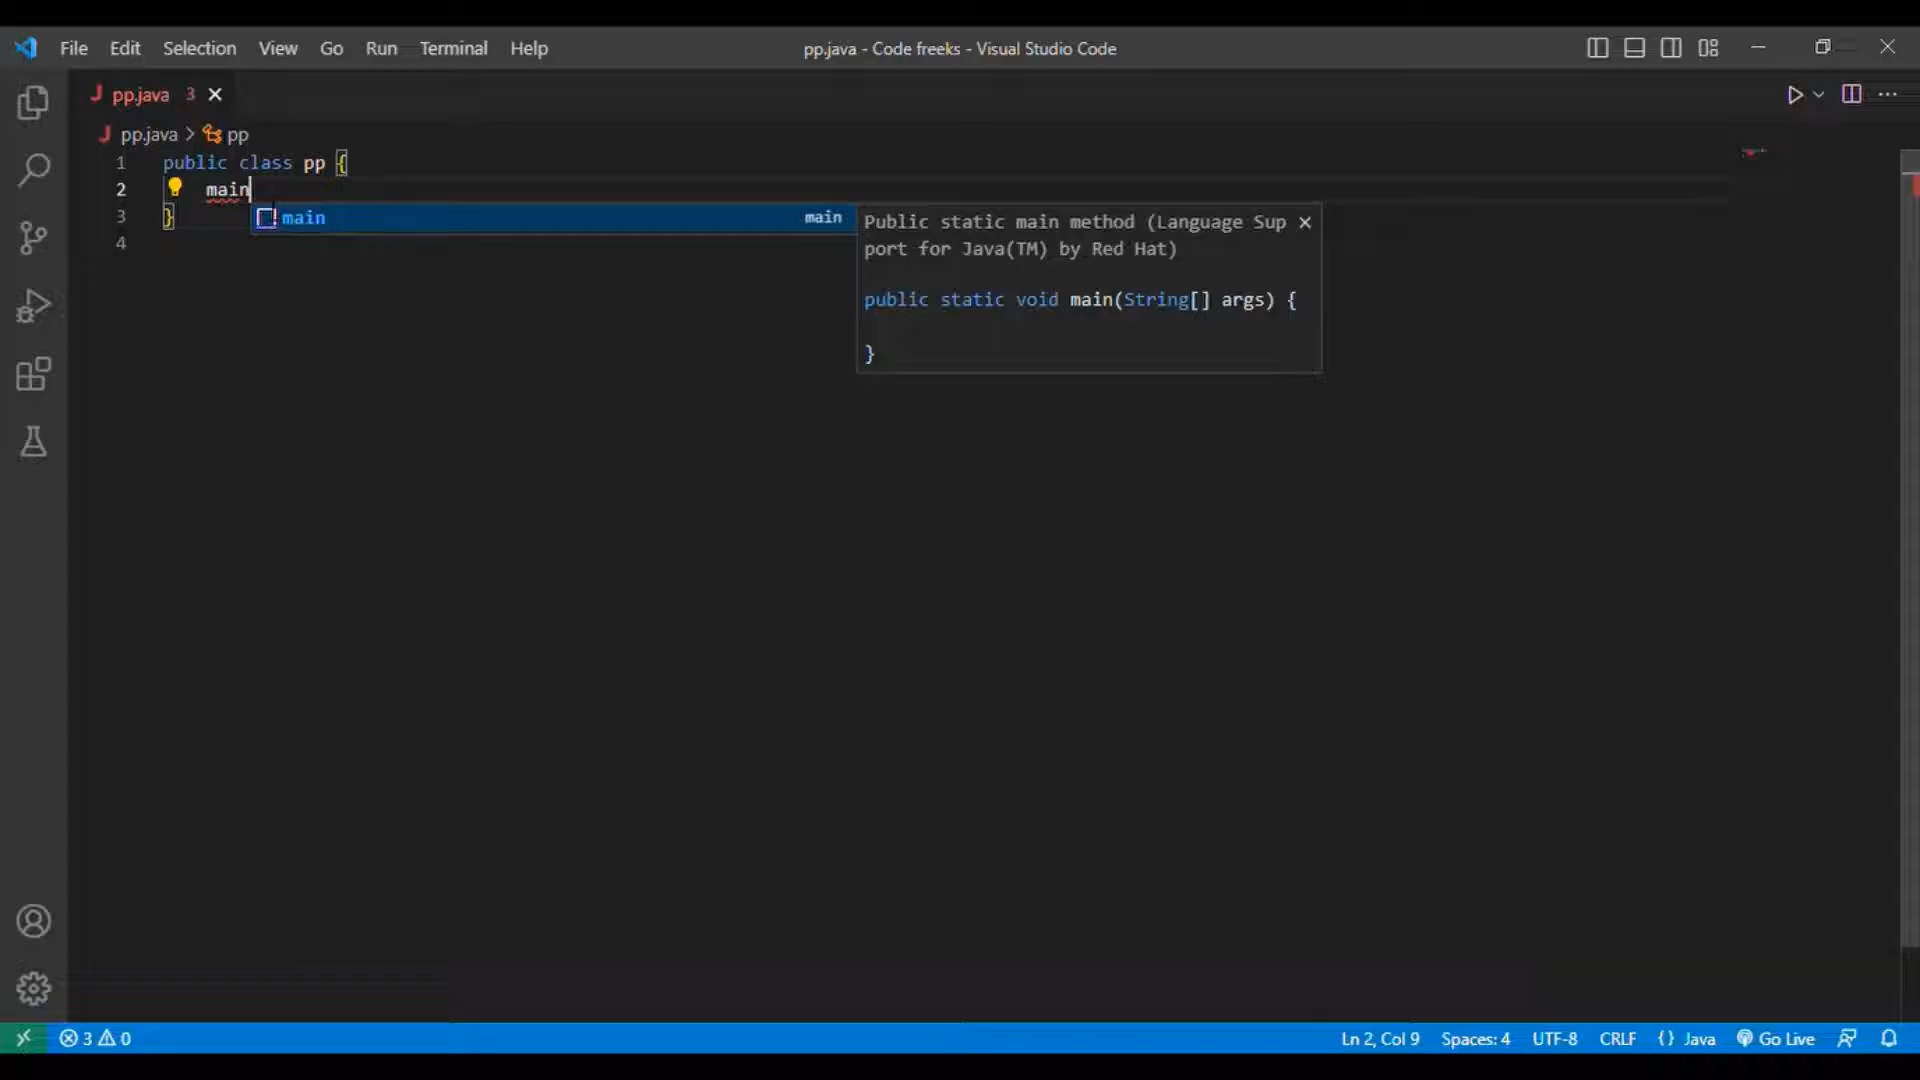 File Edit Selection View Go Run Terminal Help pp.java - Code freeks - Visual Studio Code
pp.java 3
pp.java > pp
1 public class pp {
2 main
3 }
4
main main
Public static main method (Language Sup
port for Java(TM) by Red Hat)
public static void main(String[] args) {
}
3 0 Ln 2, Col 9 Spaces: 4 UTF-8 CRLF {} Java Go Live